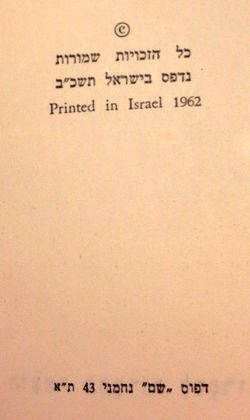 ©
כל הזכויות שמורות
נדפס בישראל תשכ״ב
Printed in Israel 1962
דפוס „שם” נחמני 43 ת״א